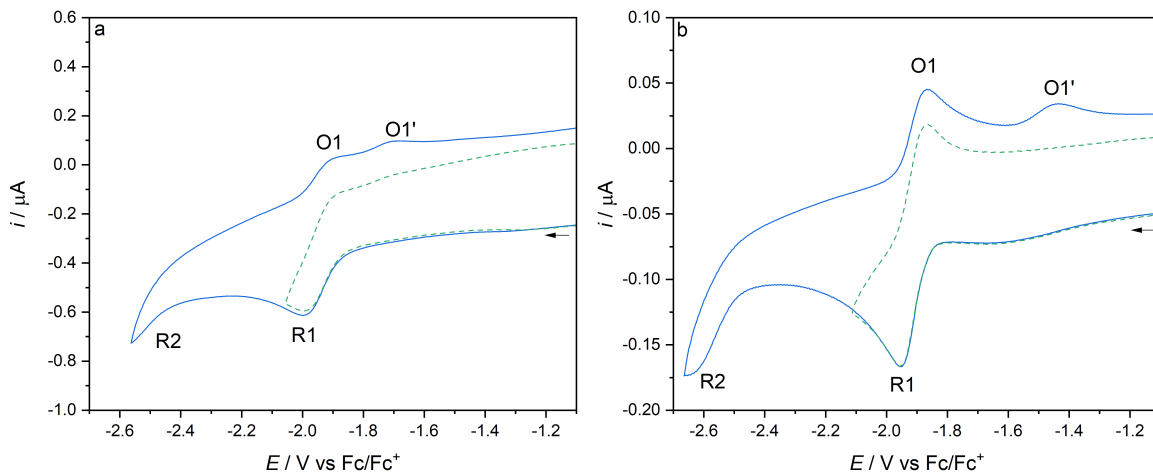 a
0.6
0.4
0.2
0.0
-0.2
-0.4
-0.6
-0.8
-1.0
i / μA
O1
O1'
R1
R2
-2.6 -2.4 -2.2 -2.0 -1.8 -1.6 -1.4 -1.2
E / V vs Fc/Fc⁺
b
0.10
0.05
0.00
-0.05
-0.10
-0.15
-0.20
i / μA
O1
O1'
R1
R2
-2.6 -2.4 -2.2 -2.0 -1.8 -1.6 -1.4 -1.2
E / V vs Fc/Fc⁺